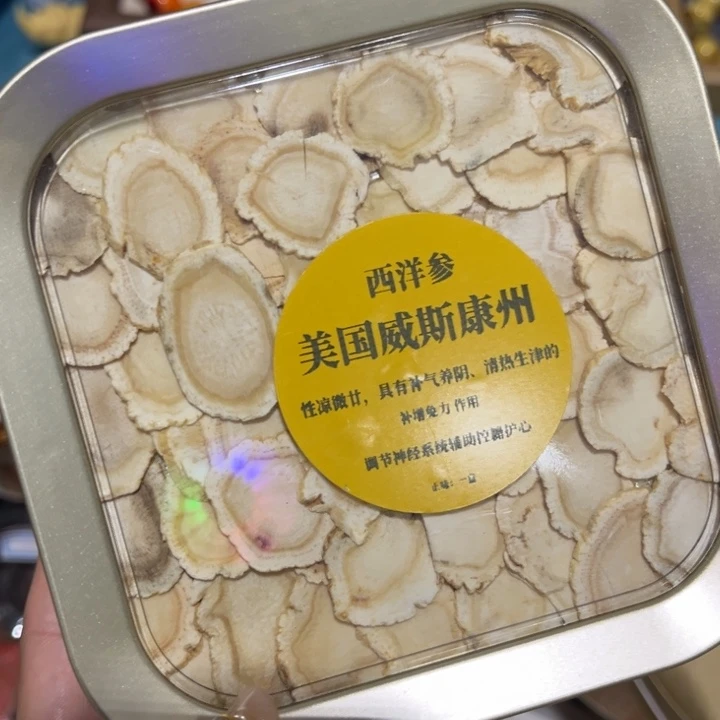 西洋参
美国威斯康州
性凉微甘，具有补气养阴、清热生津的
补增免力作用
调节神经系统辅助控糖护心